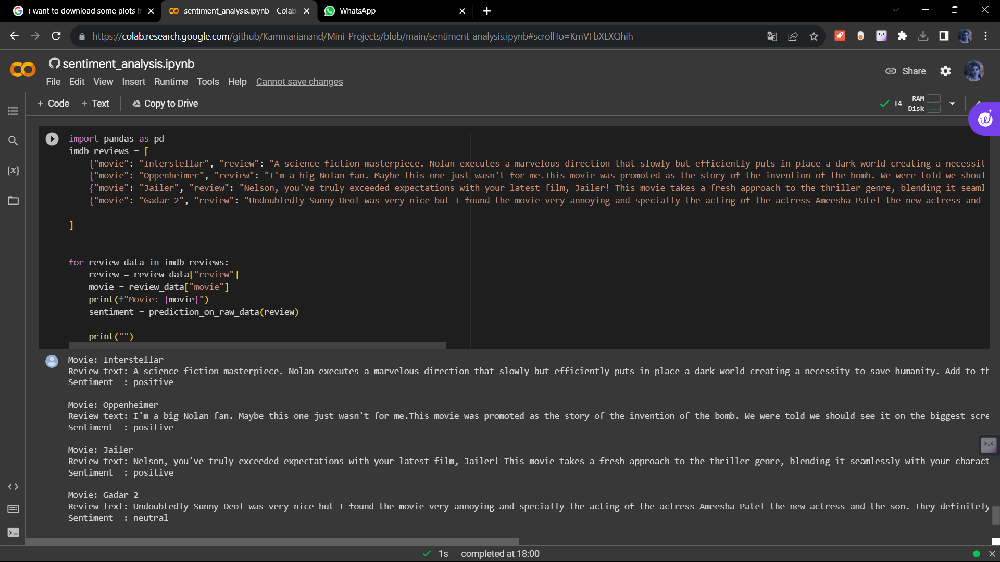 i want to download some plots fr
sentiment_analysis.ipynb - Colab
WhatsApp
https://colab.research.google.com/github/Kammarianand/Mini_Projects/blob/main/sentiment_analysis.ipynb#scrollTo=KmVFbXLXQhih
sentiment_analysis.ipynb
File Edit View Insert Runtime Tools Help Cannot save changes
Share
+ Code + Text Copy to Drive
T4 RAM
Disk
import pandas as pd
imdb_reviews = [
{"movie": "Interstellar", "review": "A science-fiction masterpiece. Nolan executes a marvelous direction that slowly but efficiently puts in place a dark world creating a necessit
{"movie": "Oppenheimer", "review": "I'm a big Nolan fan. Maybe this one just wasn't for me.This movie was promoted as the story of the invention of the bomb. We were told we shoul
{"movie": "Jailer", "review": "Nelson, you've truly exceeded expectations with your latest film, Jailer! This movie takes a fresh approach to the thriller genre, blending it seaml
{"movie": "Gadar 2", "review": "Undoubtedly Sunny Deol was very nice but I found the movie very annoying and specially the acting of the actress Ameesha Patel the new actress and
]
for review_data in imdb_reviews:
review = review_data["review"]
movie = review_data["movie"]
print(f"Movie: {movie}")
sentiment = prediction_on_raw_data(review)
print("")
Movie: Interstellar
Review text: A science-fiction masterpiece. Nolan executes a marvelous direction that slowly but efficiently puts in place a dark world creating a necessity to save humanity. Add to th
Sentiment : positive
Movie: Oppenheimer
Review text: I'm a big Nolan fan. Maybe this one just wasn't for me.This movie was promoted as the story of the invention of the bomb. We were told we should see it on the biggest scre
Sentiment : positive
Movie: Jailer
Review text: Nelson, you've truly exceeded expectations with your latest film, Jailer! This movie takes a fresh approach to the thriller genre, blending it seamlessly with your charact
Sentiment : positive
Movie: Gadar 2
Review text: Undoubtedly Sunny Deol was very nice but I found the movie very annoying and specially the acting of the actress Ameesha Patel the new actress and the son. They definitely
Sentiment : neutral
1s completed at 18:00